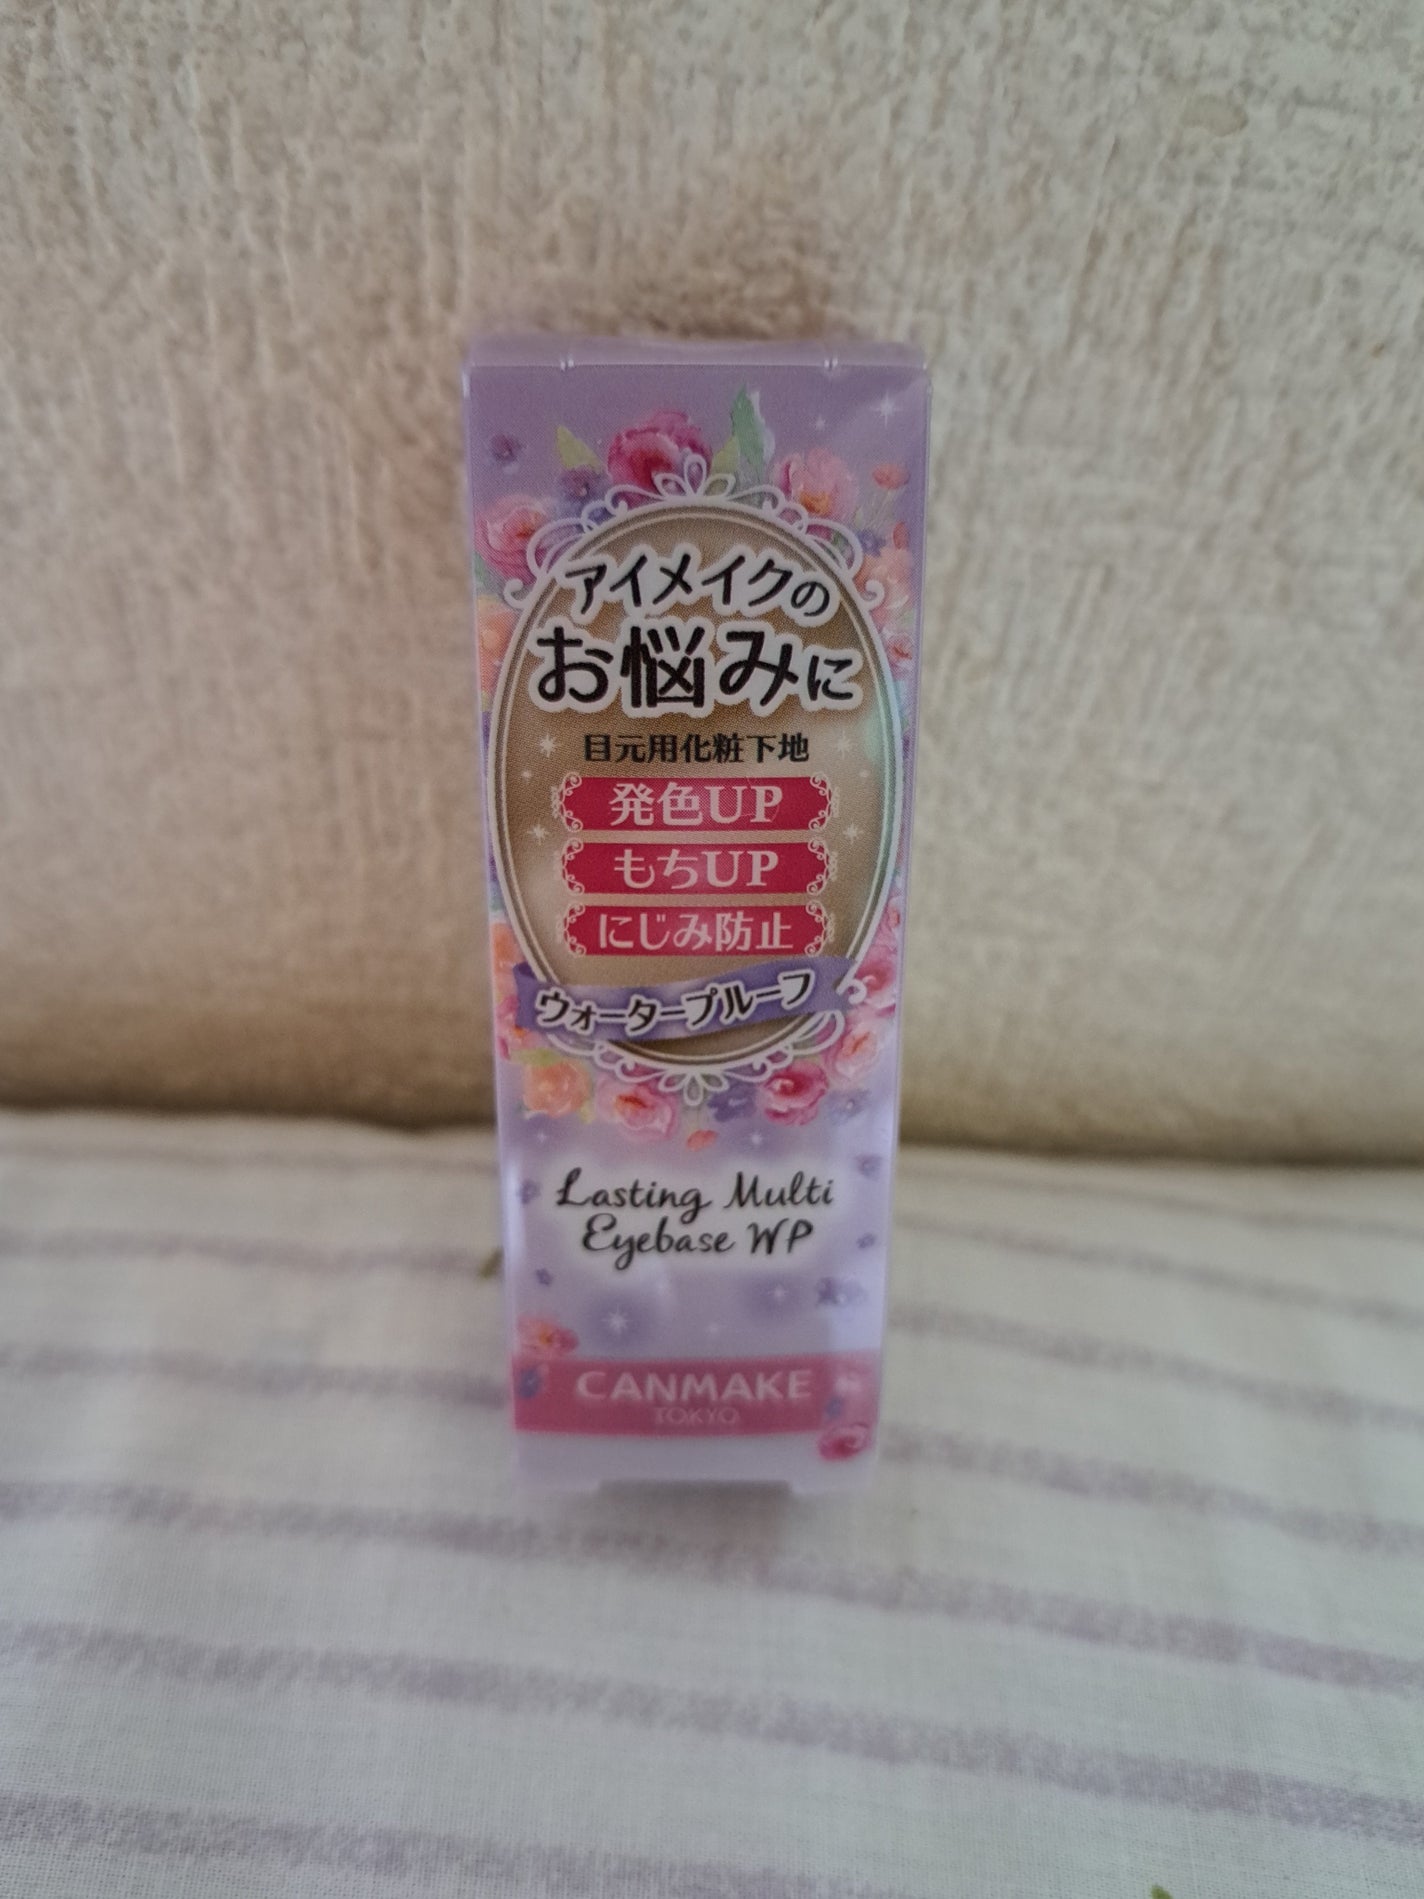 アイメイクの
お悩みに
目元用化粧下地
発色UP
もちUP
にじみ防止
ウォータープルーフ
Lasting Multi
Eyebase WP
CANMAKE
TOKYO